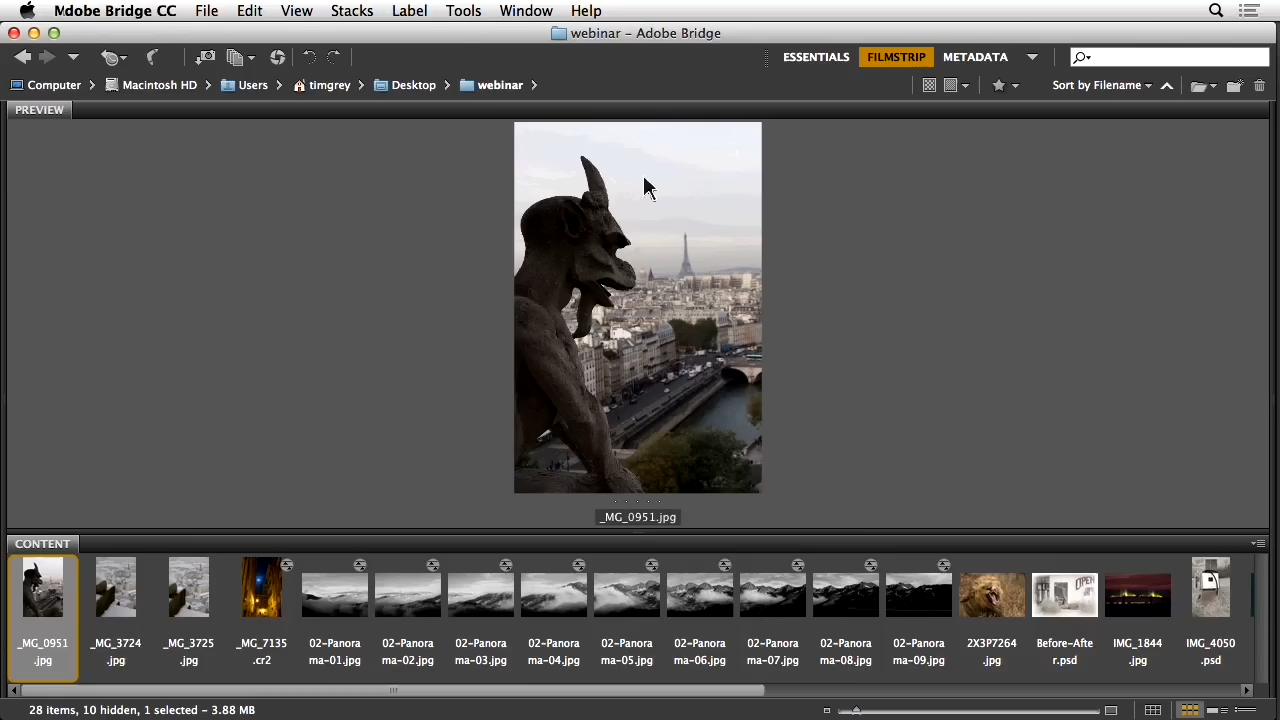 Adobe Bridge CC File Edit View Stacks Label Tools Window Help
webinar – Adobe Bridge
ESSENTIALS FILMSTRIP METADATA
Computer Macintosh HD Users timgrey Desktop webinar Sort by Filename
PREVIEW
_MG_0951.jpg
CONTENT
OPEN
_MG_0951
.jpg
_MG_3724
.jpg
_MG_3725
.jpg
_MG_7135
.cr2
02-Panora
ma-01.jpg
02-Panora
ma-02.jpg
02-Panora
ma-03.jpg
02-Panora
ma-04.jpg
02-Panora
ma-05.jpg
02-Panora
ma-06.jpg
02-Panora
ma-07.jpg
02-Panora
ma-08.jpg
02-Panora
ma-09.jpg
2X3P7264
.jpg
Before-Afte
r.psd
IMG_1844
.jpg
IMG_4050
.psd
28 items, 10 hidden, 1 selected – 3.88 MB